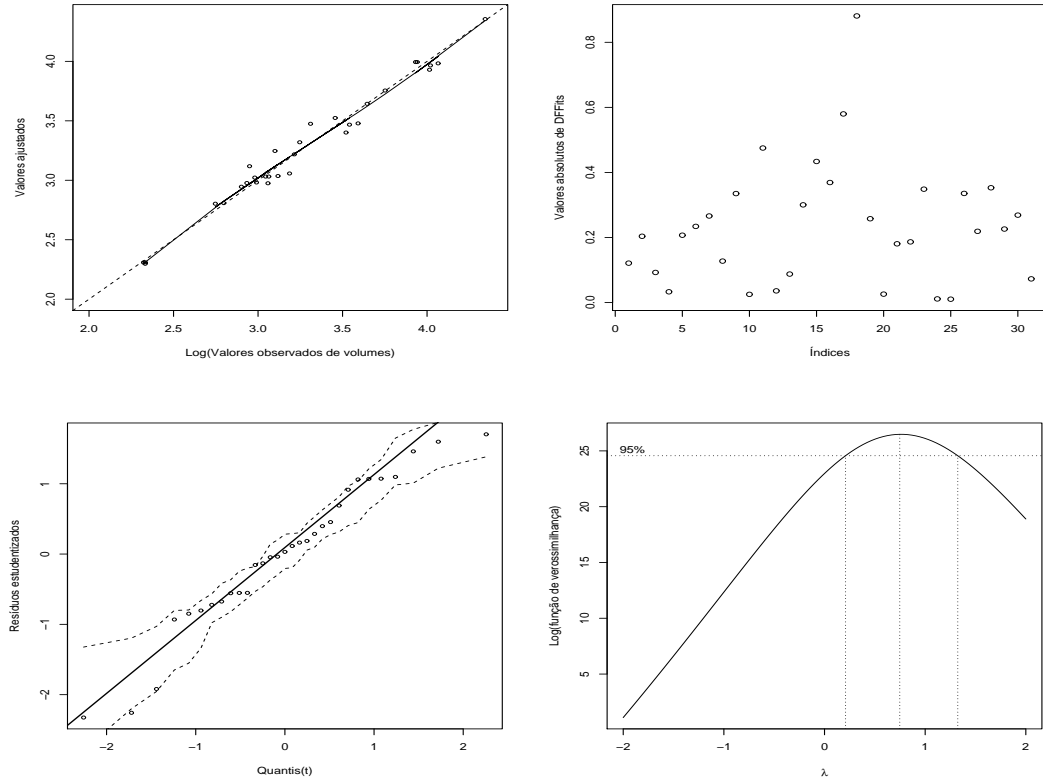 4.0
3.5
3.0
2.5
2.0
Valores ajustados
2.0 2.5 3.0 3.5 4.0
Log(Valores observados de volumes)
0.8
0.6
0.4
0.2
0.0
Valores absolutos de DFFits
0 5 10 15 20 25 30
Índices
1
0
−1
−2
Resíduos estudentizados
−2 −1 0 1 2
Quantis(t)
95%
25
20
15
10
5
Log(função de verossimilhança)
−2 −1 0 1 2
λ